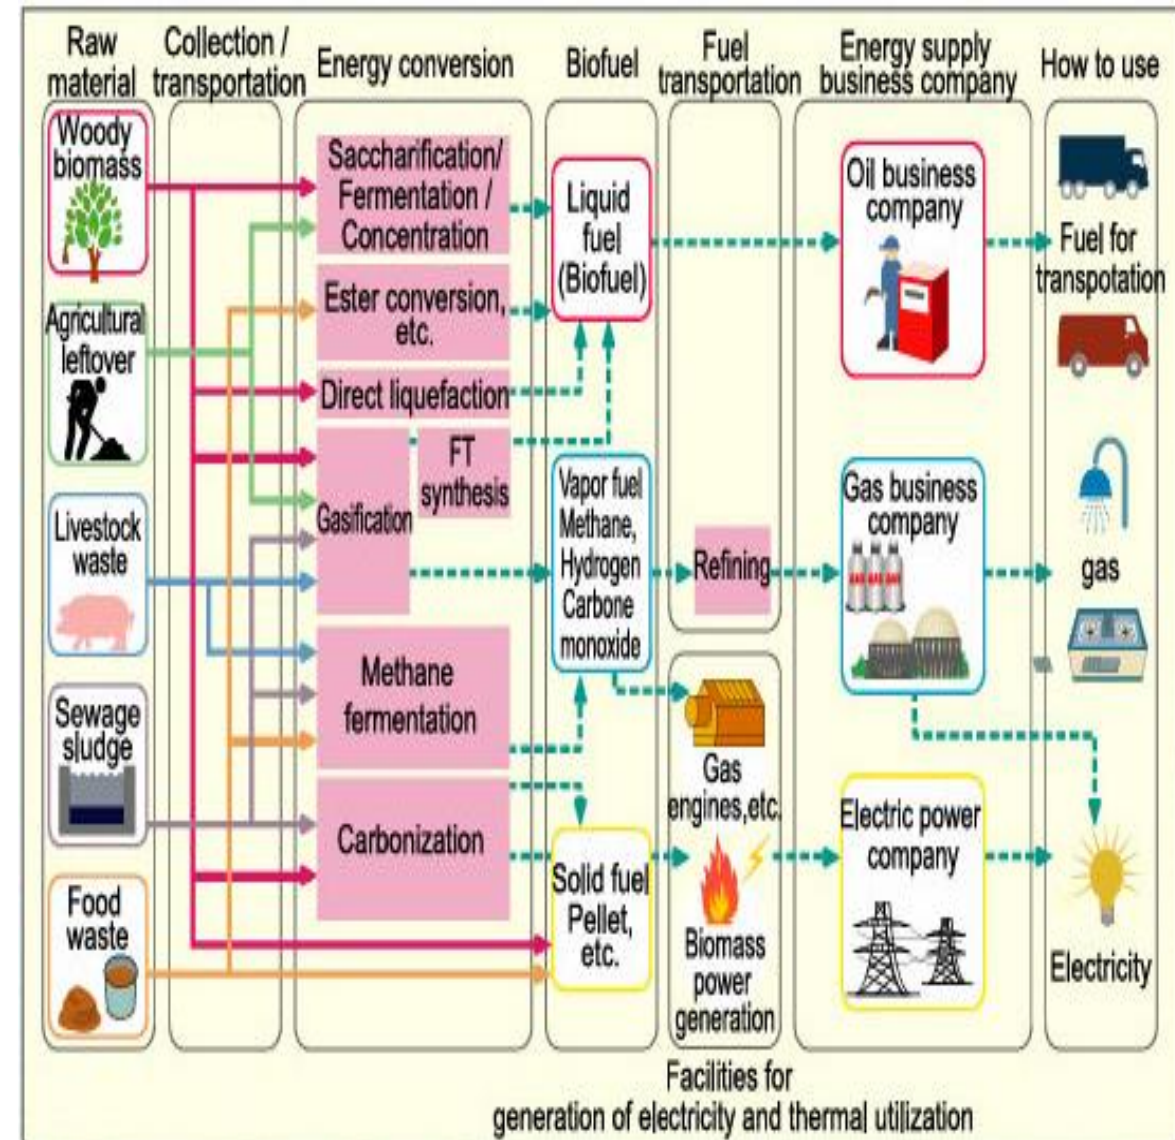 Raw
material
Collection /
transportation
Energy conversion
Biofuel
Fuel
transportation
Energy supply
business company
How to use
Woody
biomass
Agricultural
leftover
Livestock
waste
Sewage
sludge
Food
waste
Saccharification/
Fermentation /
Concentration
Ester conversion,
etc.
Direct liquefaction
Gasification
FT
synthesis
Methane
fermentation
Carbonization
Liquid
fuel
(Biofuel)
Vapor fuel
Methane,
Hydrogen
Carbone
monoxide
Solid fuel
Pellet,
etc.
Refining
Gas
engines,etc.
Biomass
power
generation
Oil business
company
Gas business
company
GAS GAS GAS
Electric power
company
Fuel for
transpotation
gas
Electricity
Facilities for
generation of electricity and thermal utilization